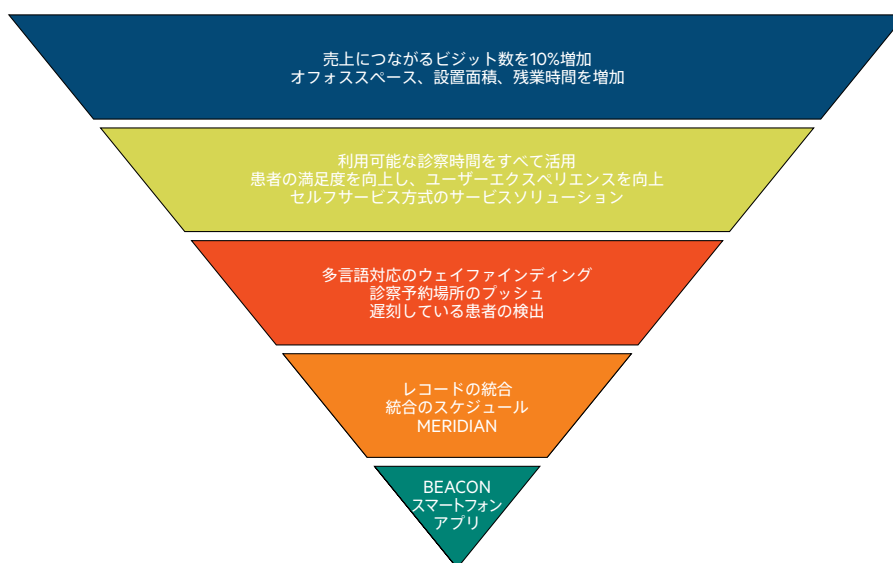 売上につながるビジット数を10%増加
オフォススペース、設置面積、残業時間を増加
利用可能な診察時間をすべて活用
患者の満足度を向上し、ユーザーエクスペリエンスを向上
セルフサービス方式のサービスソリューション
多言語対応のウェイファインディング
診察予約場所のプッシュ
遅刻している患者の検出
レコードの統合
統合のスケジュール
MERIDIAN
BEACON
スマートフォン
アプリ